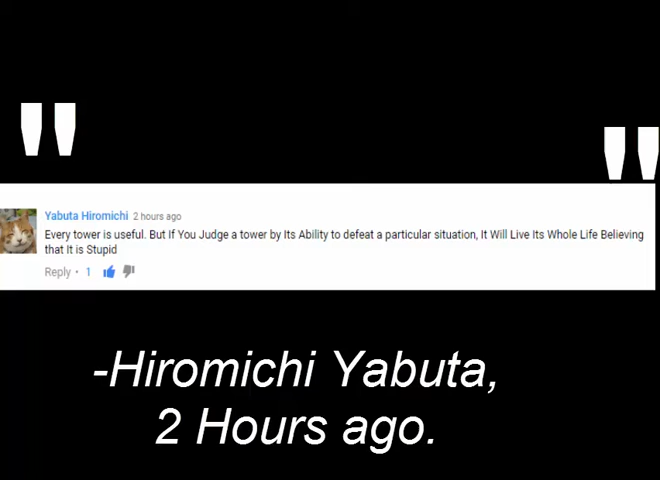 " "
Yabuta Hiromichi 2 hours ago
Every tower is useful. But If You Judge a tower by Its Ability to defeat a particular situation, It Will Live Its Whole Life Believing
that It is Stupid
Reply • 1
-Hiromichi Yabuta,
2 Hours ago.